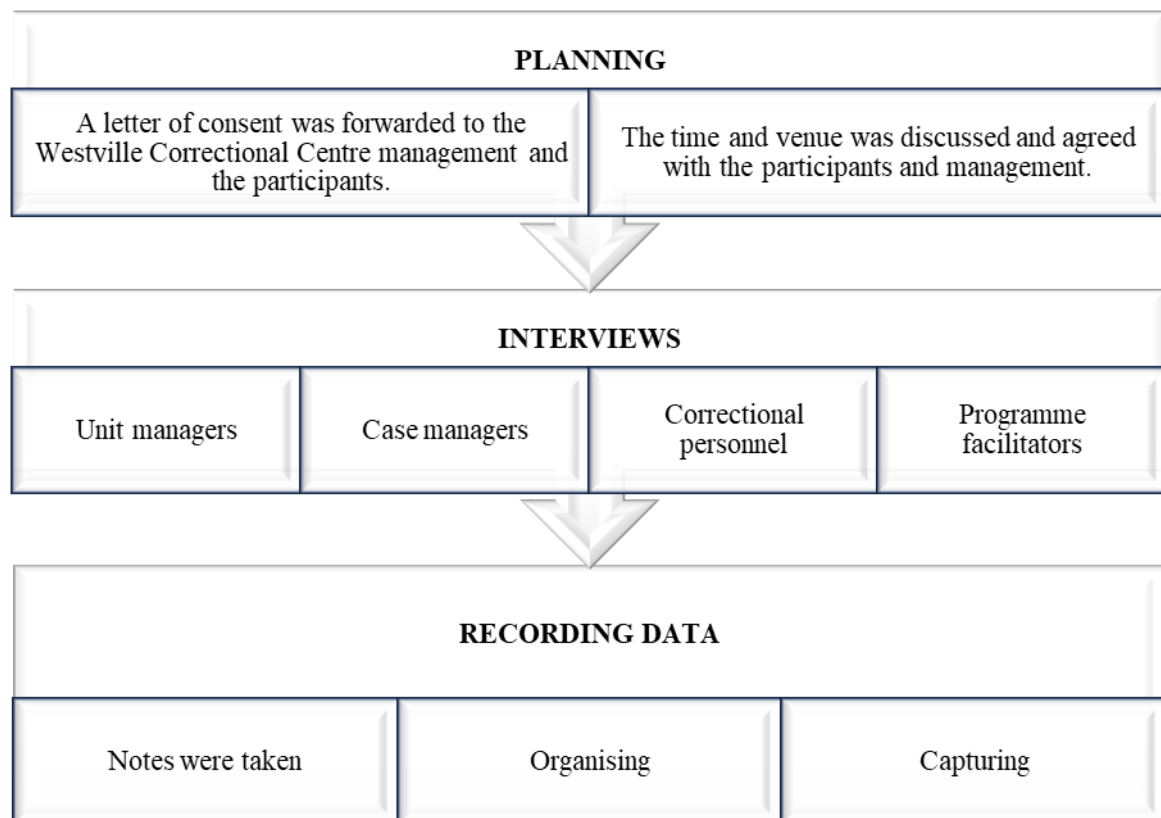 PLANNING
A letter of consent was forwarded to the
Westville Correctional Centre management and
the participants.
The time and venue was discussed and agreed
with the participants and management.
INTERVIEWS
Unit managers
Case managers
Correctional
personnel
Programme
facilitators
RECORDING DATA
Notes were taken
Organising
Capturing